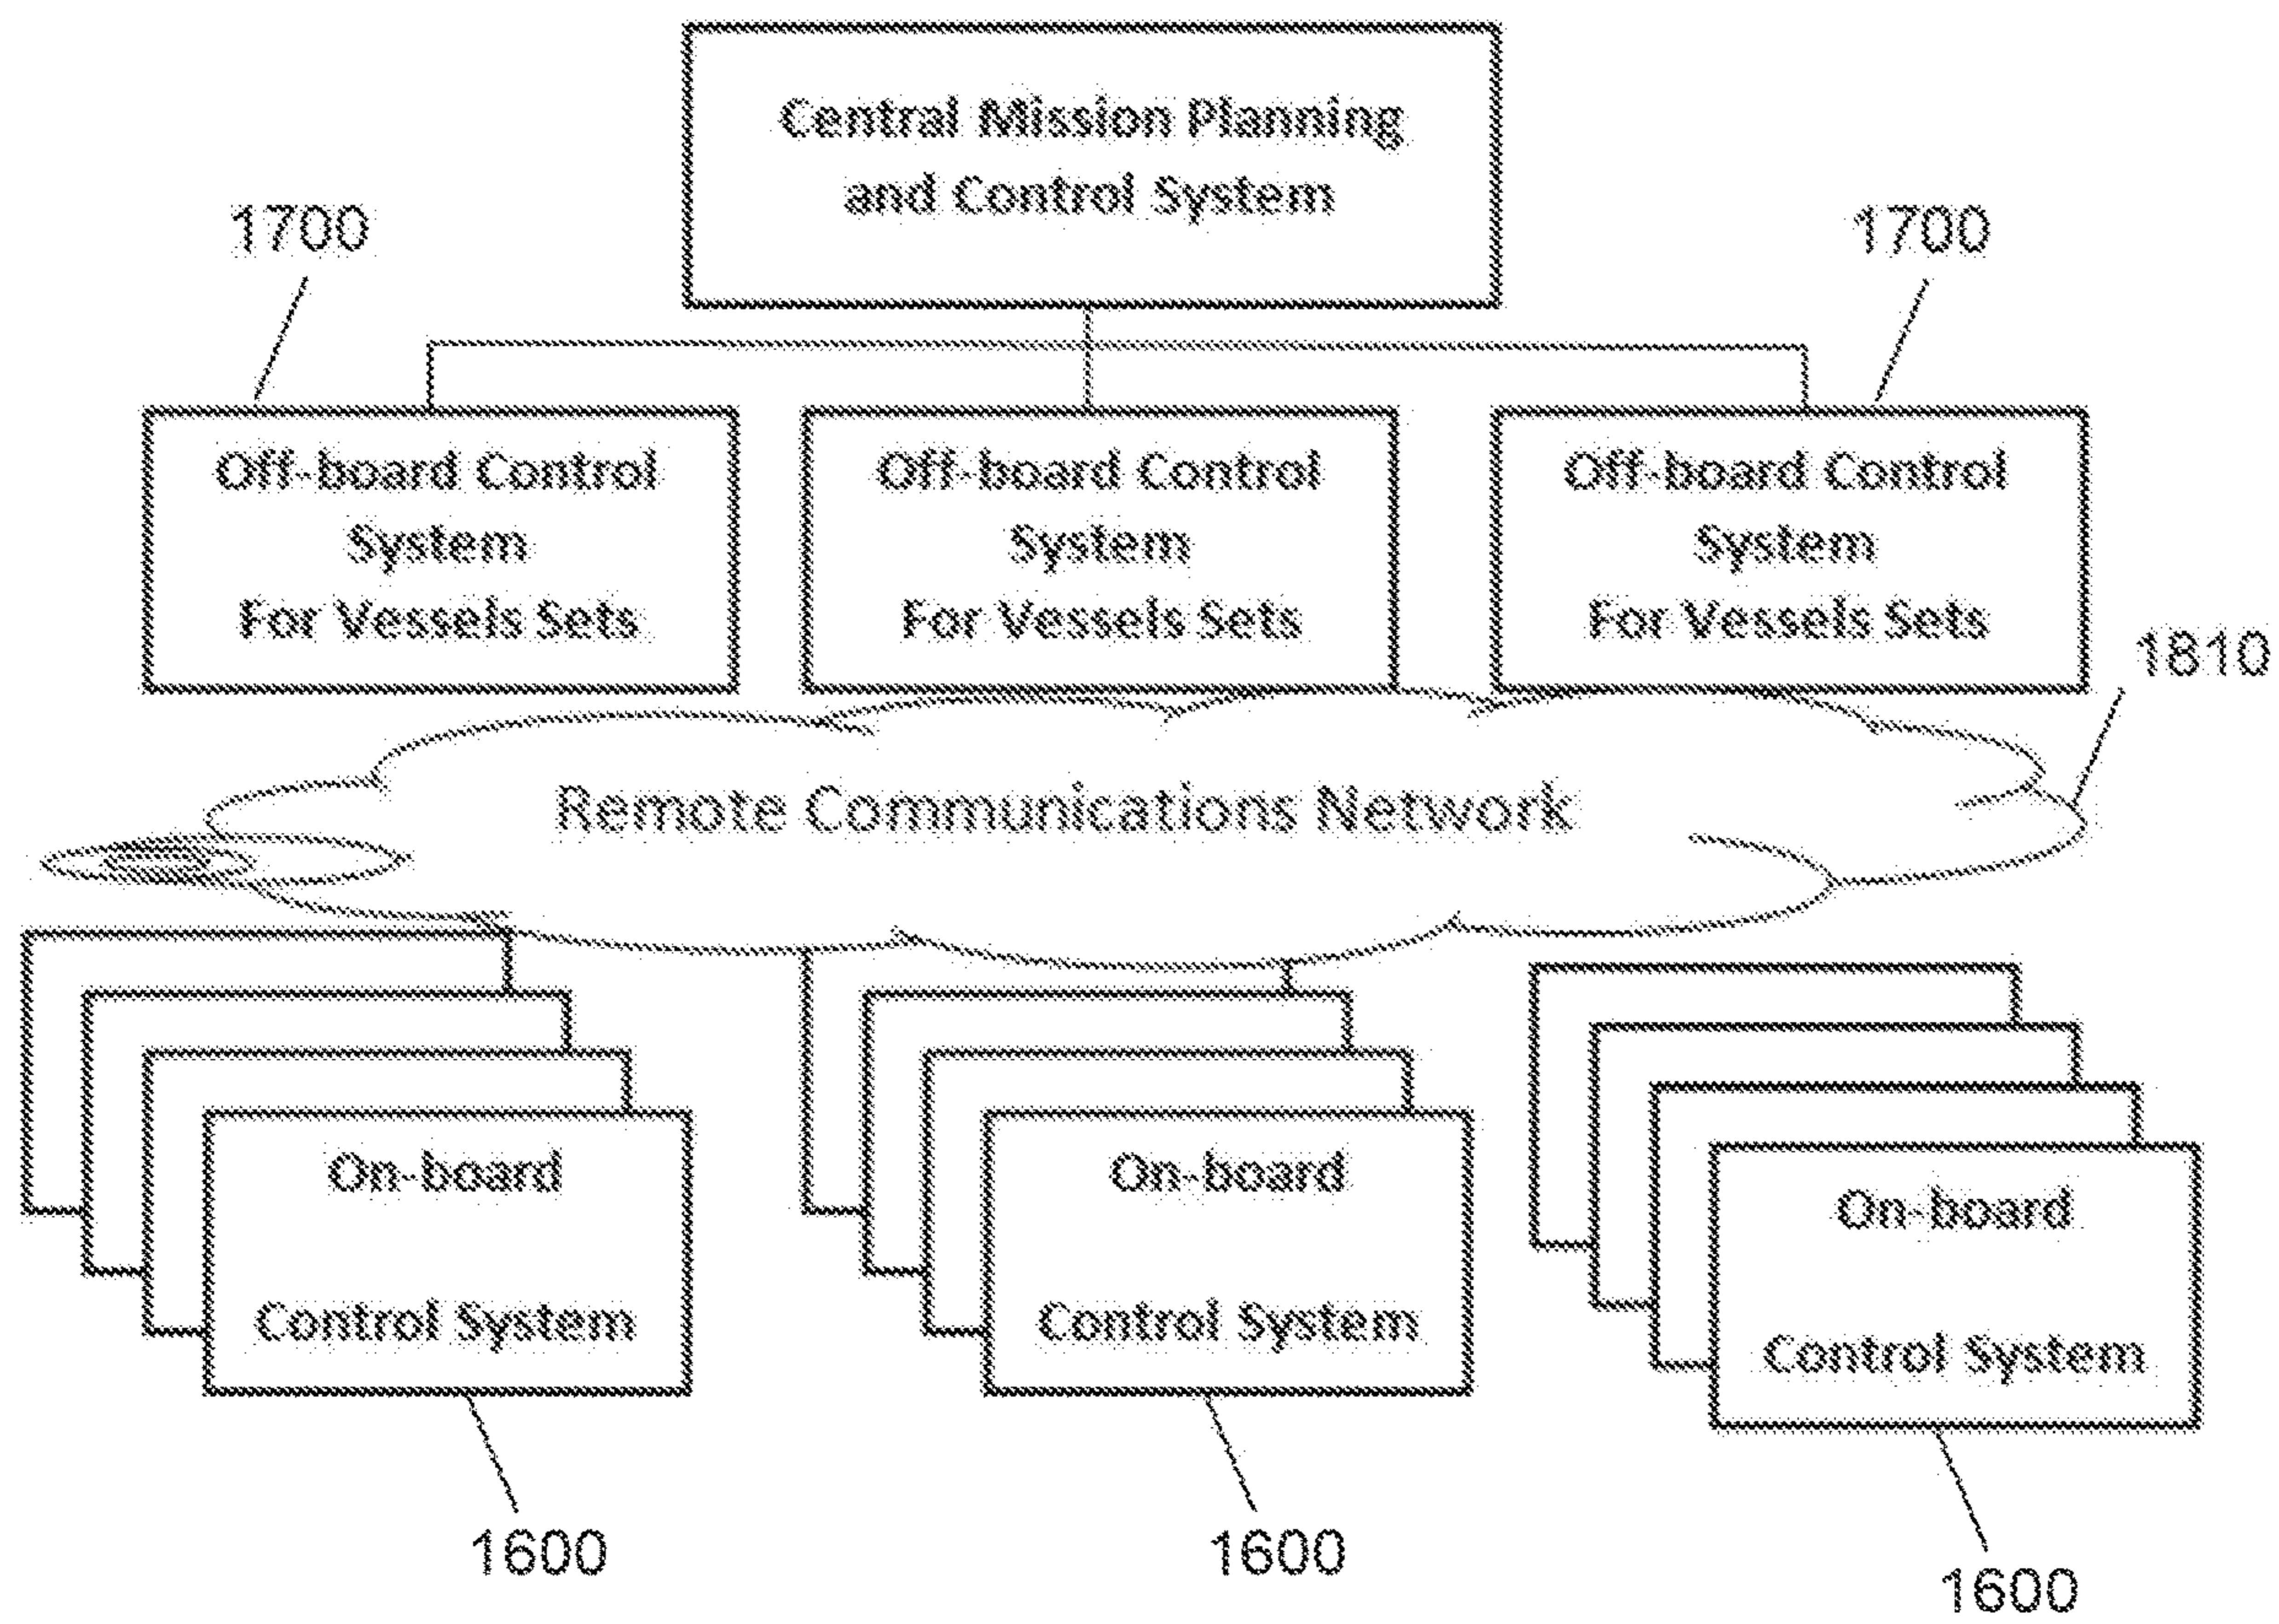 Central Mission Planning
and Control System
1700
1700
Off-board Control
System
For Vessels Sets
Off-board Control
System
For Vessels Sets
Off-board Control
System
For Vessels Sets
1810
Remote Communications Network
On-board
Control System
On-board
Control System
On-board
Control System
1600
1600
1600